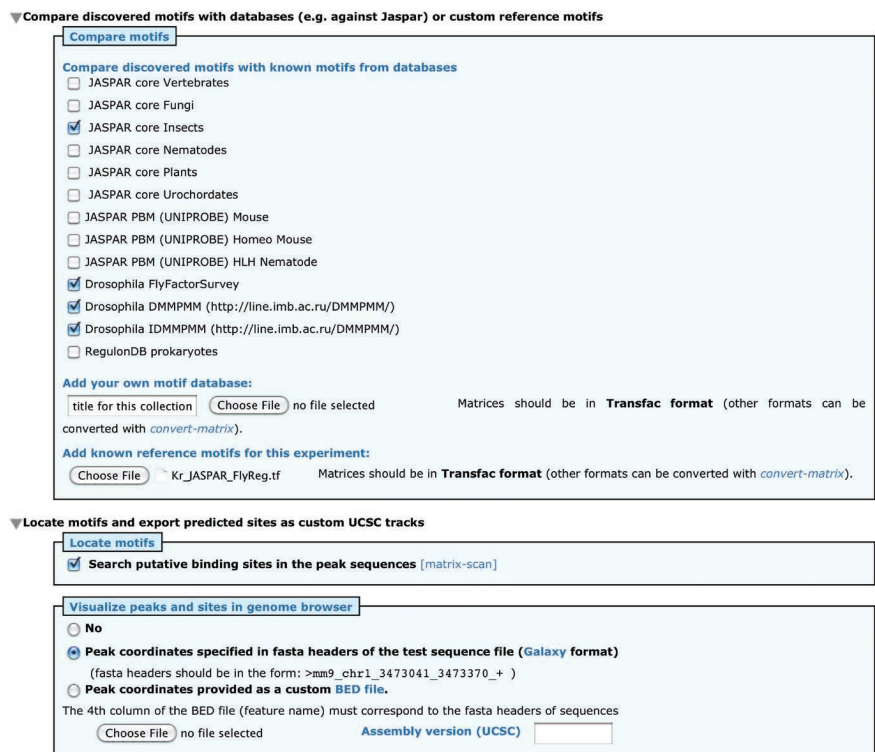 Compare discovered motifs with databases (e.g. against Jaspar) or custom reference motifs
Compare motifs
Compare discovered motifs with known motifs from databases
JASPAR core Vertebrates
JASPAR core Fungi
JASPAR core Insects
JASPAR core Nematodes
JASPAR core Plants
JASPAR core Urochordates
JASPAR PBM (UNIPROBE) Mouse
JASPAR PBM (UNIPROBE) Homeo Mouse
JASPAR PBM (UNIPROBE) HLH Nematode
Drosophila FlyFactorSurvey
Drosophila DMMPMM (http://line.imb.ac.ru/DMMPMM/)
Drosophila IDMMPMM (http://line.imb.ac.ru/DMMPMM/)
RegulonDB prokaryotes
Add your own motif database:
title for this collection Choose File no file selected Matrices should be in Transfac format (other formats can be
converted with convert-matrix).
Add known reference motifs for this experiment:
Choose File Kr_JASPAR_FlyReg.tf Matrices should be in Transfac format (other formats can be converted with convert-matrix).
Locate motifs and export predicted sites as custom UCSC tracks
Locate motifs
Search putative binding sites in the peak sequences [matrix-scan]
Visualize peaks and sites in genome browser
No
Peak coordinates specified in fasta headers of the test sequence file (Galaxy format)
(fasta headers should be in the form: >mm9_chr1_3473041_3473370_+ )
Peak coordinates provided as a custom BED file.
The 4th column of the BED file (feature name) must correspond to the fasta headers of sequences
Choose File no file selected Assembly version (UCSC)